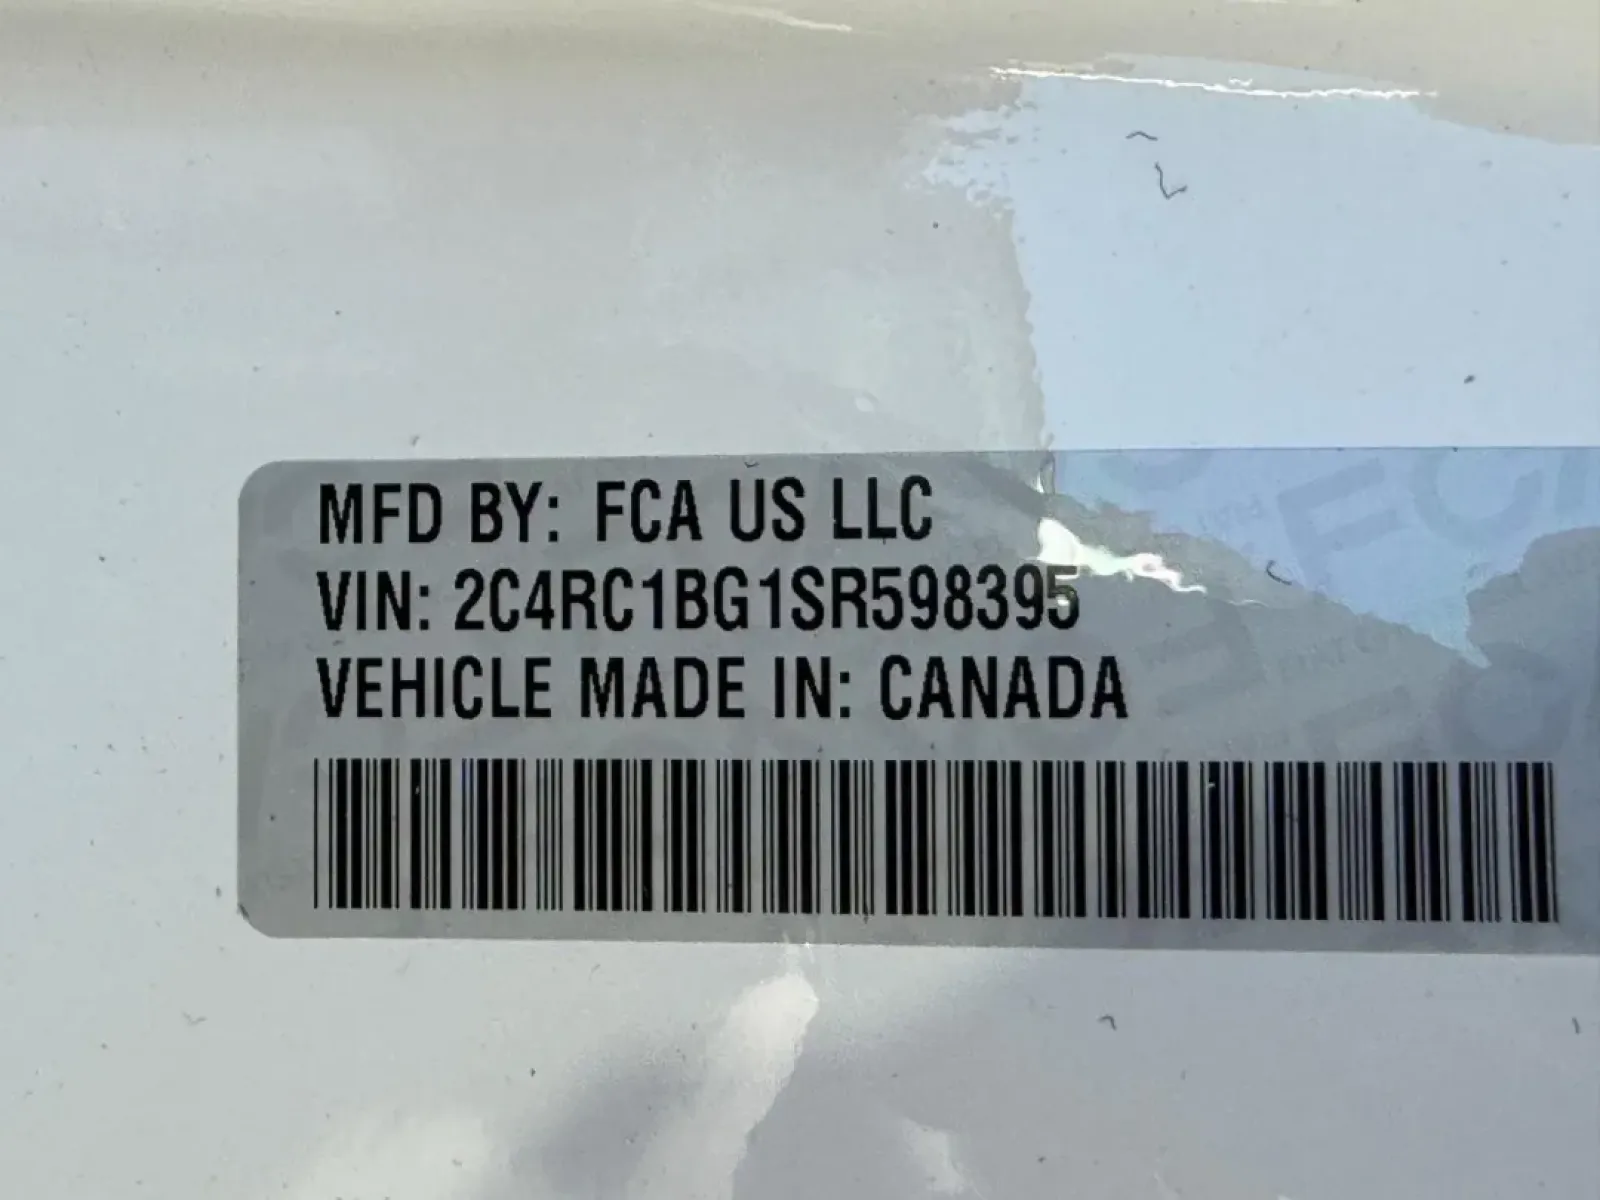 MFD BY: FCA US LLC
VIN: 2C4RC1BG1SR598395
VEHICLE MADE IN: CANADA